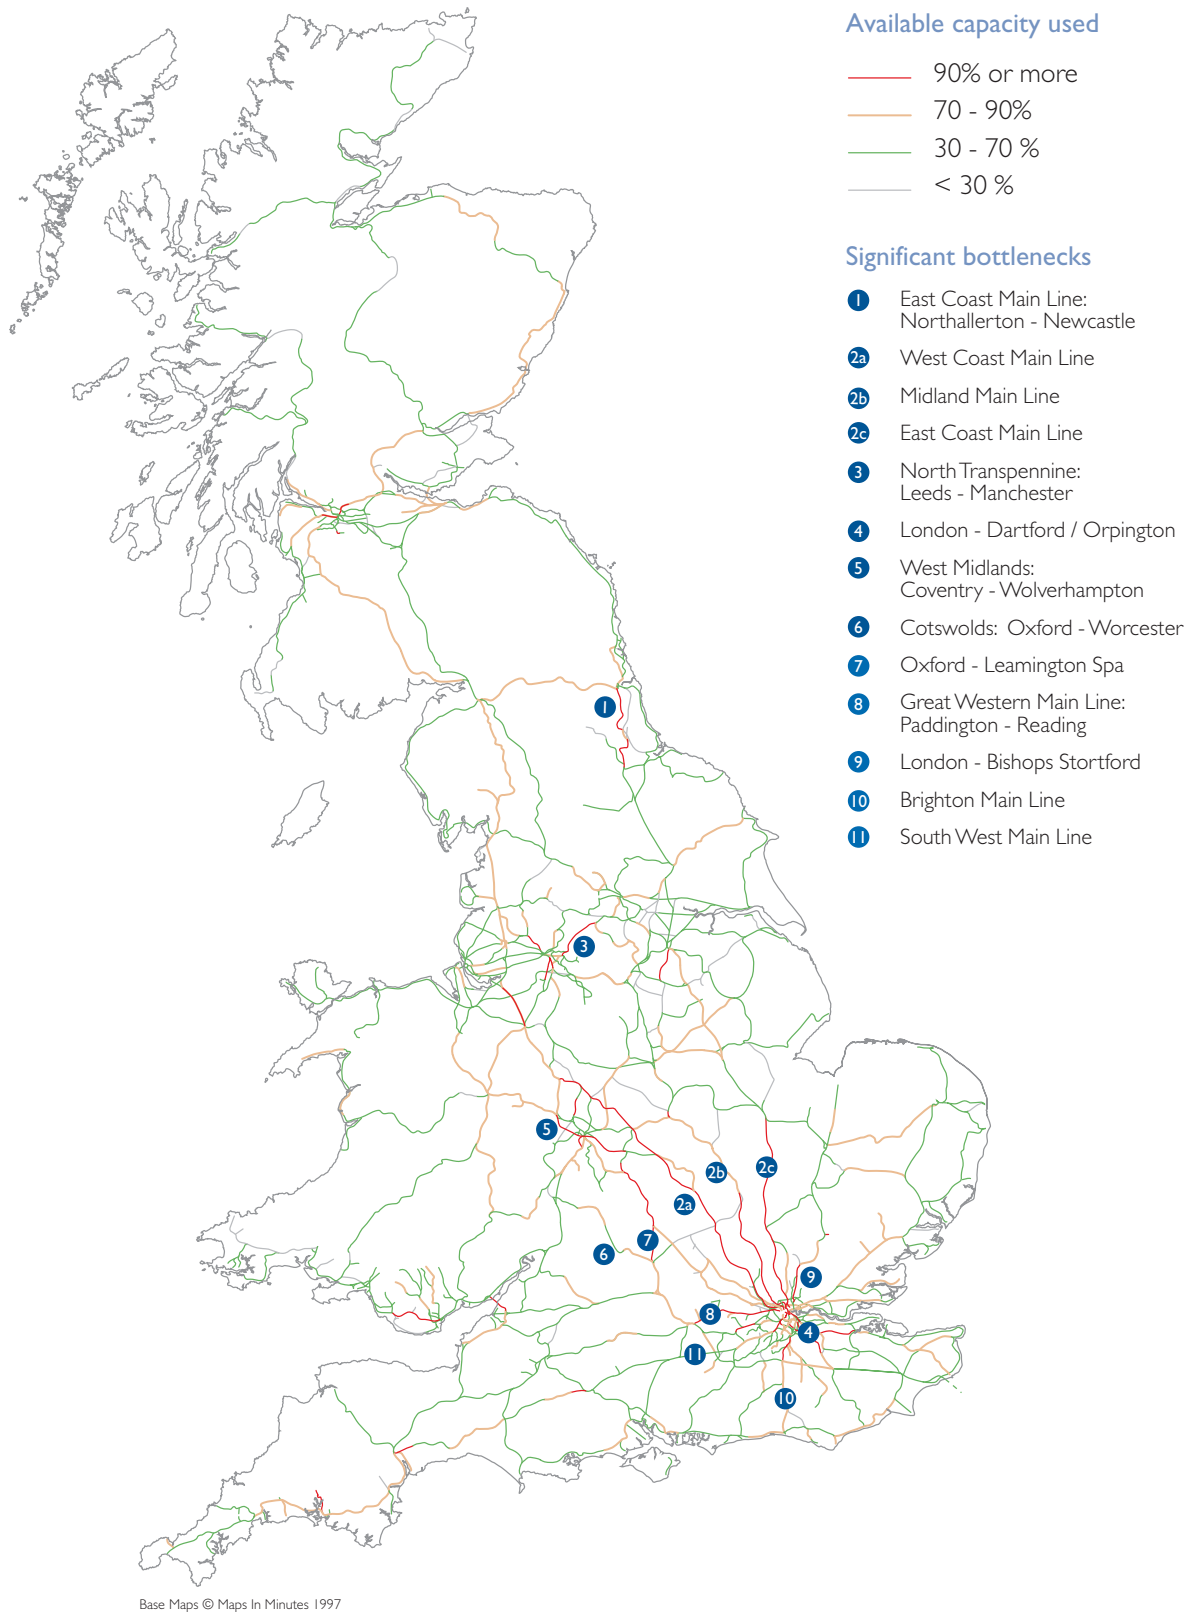 Available capacity used
90% or more
70 - 90%
30 - 70 %
< 30 %
Significant bottlenecks
1 East Coast Main Line:
Northallerton - Newcastle
2a West Coast Main Line
2b Midland Main Line
2c East Coast Main Line
3 North Transpennine:
Leeds - Manchester
4 London - Dartford / Orpington
5 West Midlands:
Coventry - Wolverhampton
6 Cotswolds: Oxford - Worcester
7 Oxford - Leamington Spa
8 Great Western Main Line:
Paddington - Reading
9 London - Bishops Stortford
10 Brighton Main Line
11 South West Main Line
1
3
5
2b
2c
2a
7
6
9
8
4
11
10
Base Maps © Maps In Minutes 1997